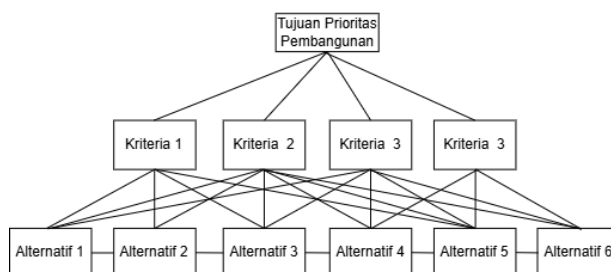 Tujuan Prioritas
Pembangunan
Kriteria 1
Kriteria 2
Kriteria 3
Kriteria 3
Alternatif 1
Alternatif 2
Alternatif 3
Alternatif 4
Alternatif 5
Alternatif 6